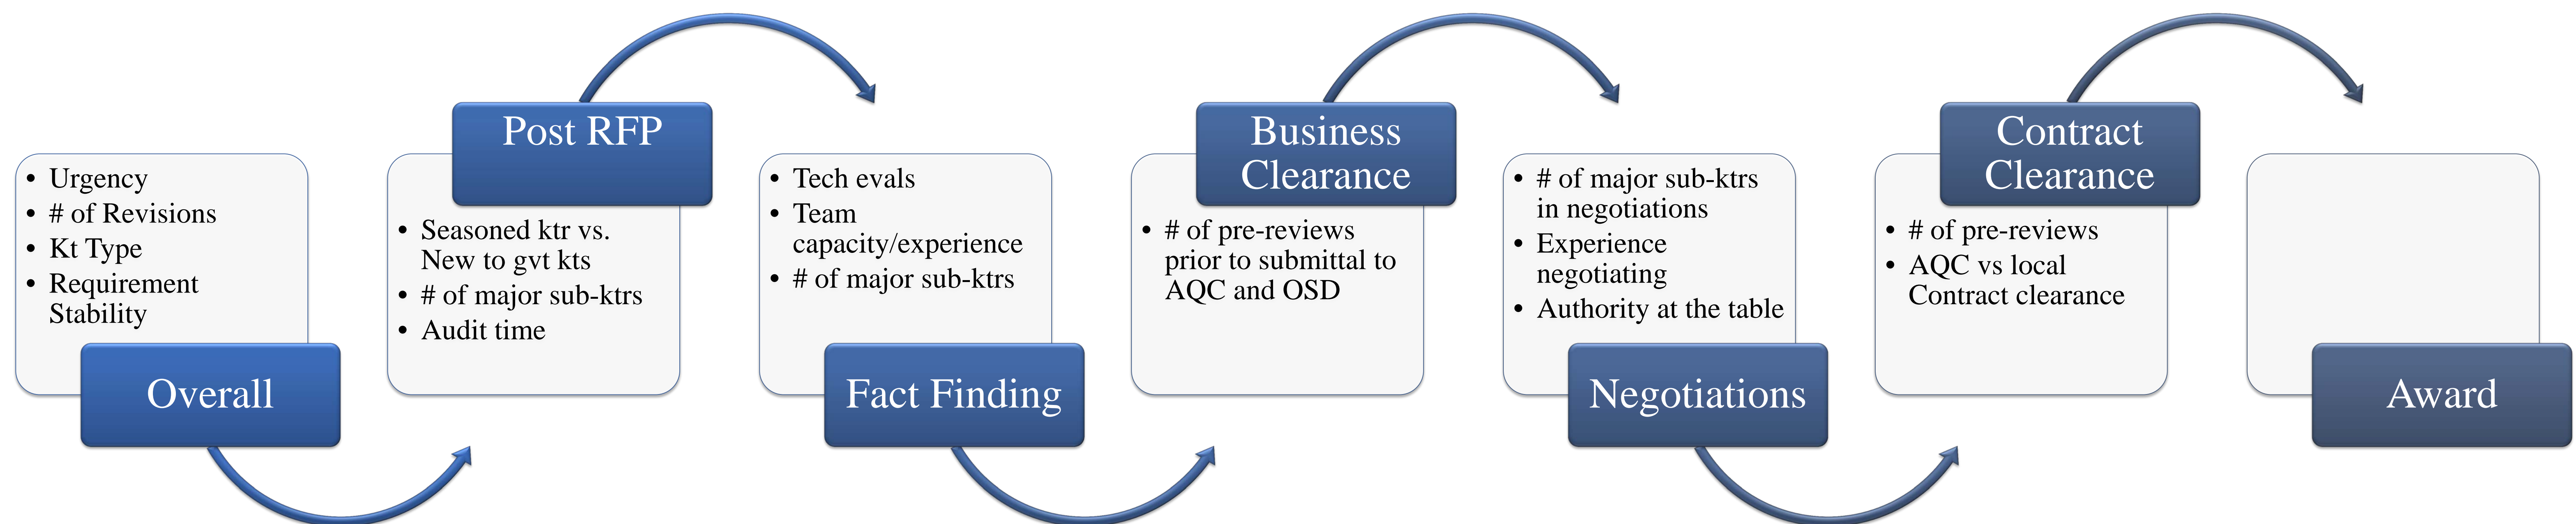 • Urgency
• # of Revisions
• Kt Type
• Requirement
Stability
Overall
Post RFP
• Seasoned ktr vs.
New to gvt kts
• # of major sub-ktrs
• Audit time
• Tech evals
• Team
capacity/experience
• # of major sub-ktrs
Fact Finding
Business
Clearance
• # of pre-reviews
prior to submittal to
AQC and OSD
• # of major sub-ktrs
in negotiations
• Experience
negotiating
• Authority at the table
Negotiations
Contract
Clearance
• # of pre-reviews
• AQC vs local
Contract clearance
Award